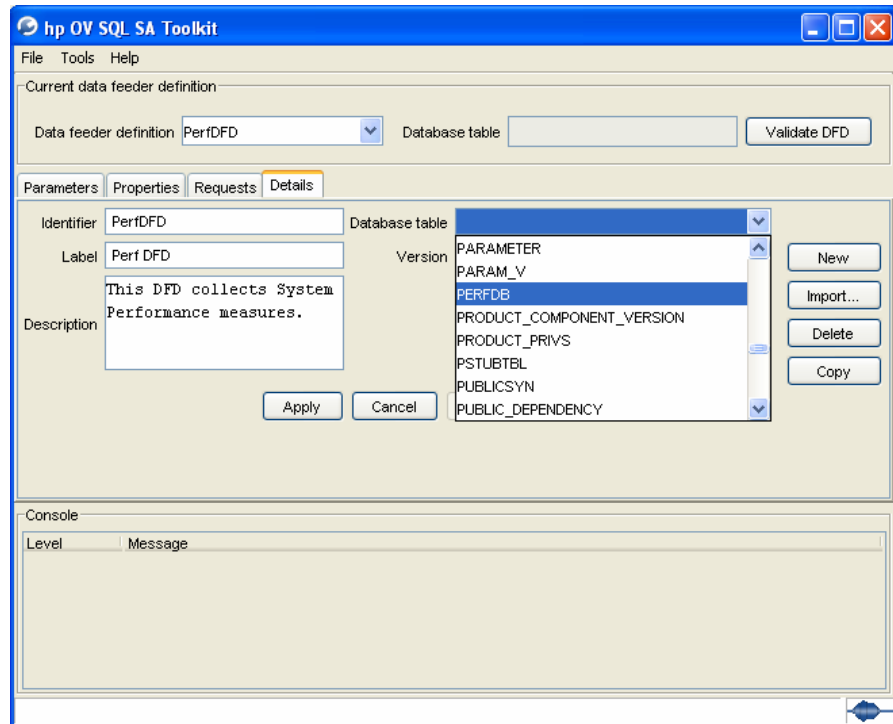 hp OV SQL SA Toolkit
File Tools Help
Current data feeder definition
Data feeder definition PerfDFD Database table Validate DFD
Parameters Properties Requests Details
Identifier PerfDFD Database table
Label Perf DFD Version
Description This DFD collects System
Performance measures.
PARAMETER
PARAM_V
PERFDB
PRODUCT_COMPONENT_VERSION
PRODUCT_PRIVS
PSTUBTBL
PUBLICSYN
PUBLIC_DEPENDENCY
New
Import...
Delete
Copy
Apply Cancel
Console
Level Message